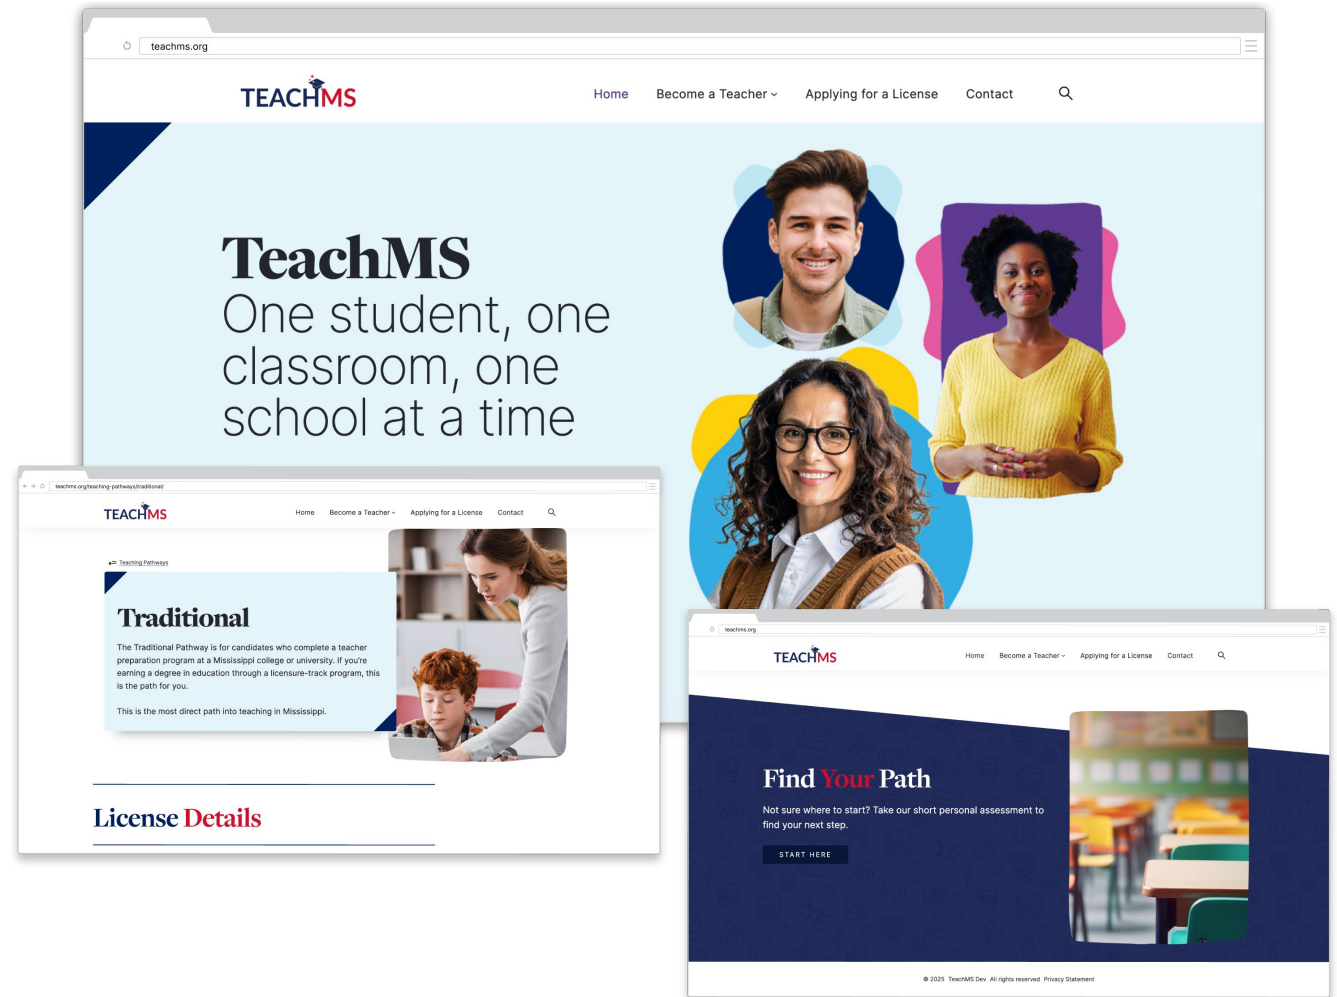 teachms.org
TEACHMS
Home Become a Teacher Applying for a License Contact
TeachMS
One student, one
classroom, one
school at a time
teachms.org/teaching-pathways/traditional/
TEACHMS
Home Become a Teacher Applying for a License Contact
Teaching Pathways
Traditional
The Traditional Pathway is for candidates who complete a teacher
preparation program at a Mississippi college or university. If you're
earning a degree in education through a licensure-track program, this
is the path for you.
This is the most direct path into teaching in Mississippi.
License Details
teachms.org
TEACHMS
Home Become a Teacher Applying for a License Contact
Find Your Path
Not sure where to start? Take our short personal assessment to
find your next step.
START HERE
© 2025 TeachMS Dev All rights reserved Privacy Statement